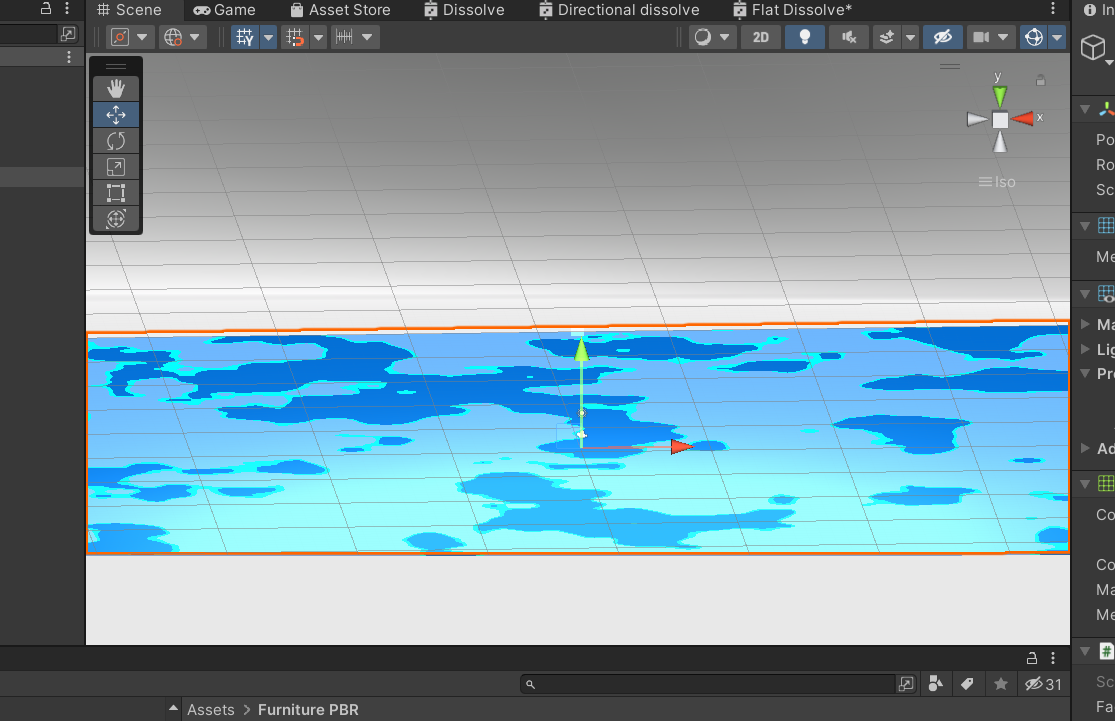 Scene
Game
Asset Store
Dissolve
Directional dissolve
Flat Dissolve*
In
2D
y
x
Iso
Po
Ro
Sc
Me
Ma
Lig
Pro
Ad
Co
Co
Ma
Me
#
Sc
Fa
31
Assets > Furniture PBR